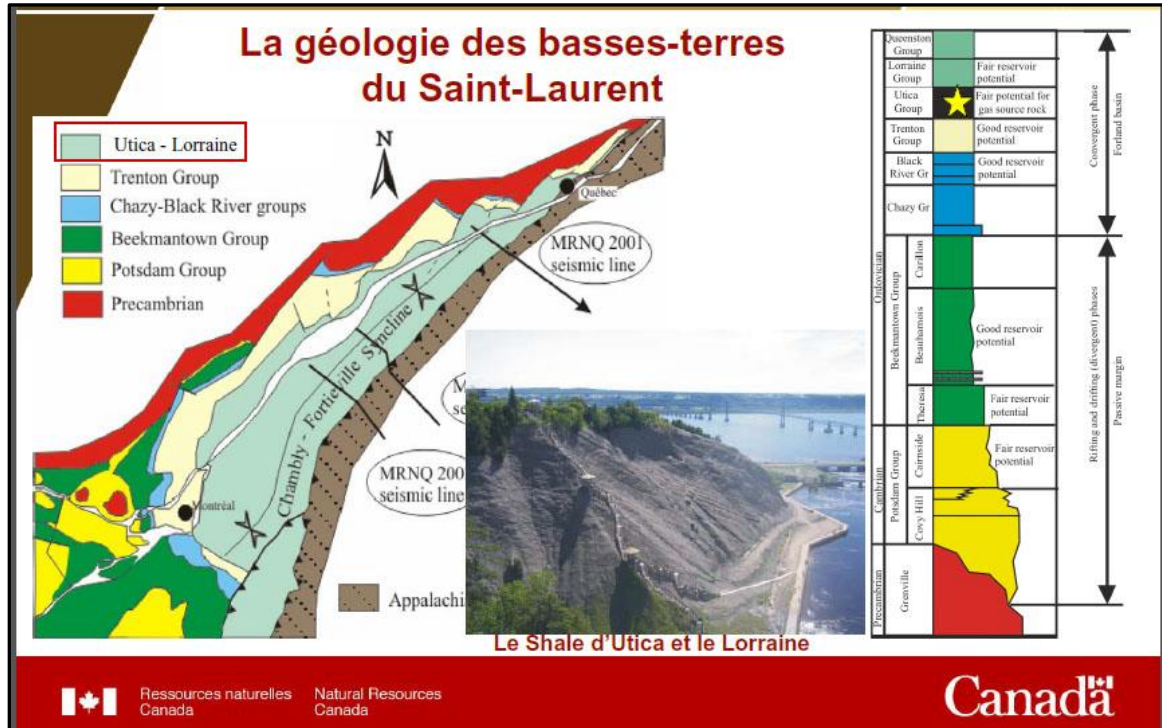 La géologie des basses-terres
du Saint-Laurent
Utica - Lorraine
Trenton Group
Chazy-Black River groups
Beekmantown Group
Potsdam Group
Precambrian
N
Québec
MRNQ 2001
seismic line
Chambly - Fortierville Syncline
M
se
MRNQ 200
seismic line
Montréal
Appalachi
Le Shale d'Utica et le Lorraine
Queenston
Group
Lorraine
Group
Fair reservoir
potential
Utica
Group
Fair potential for
gas source rock
Trenton
Group
Good reservoir
potential
Black
River Gr
Good reservoir
potential
Chazy Gr
Ordovician
Beekmantown Group
Carillon
Beauharnois
Good reservoir
potential
Theresa
Fair reservoir
potential
Cambrian
Potsdam Group
Cairnside
Fair reservoir
potential
Covy Hill
Precambrian
Grenville
Convergent phase
Forland basin
Rifting and drifting (divergent) phases
Passive margin
Ressources naturelles
Canada
Natural Resources
Canada
Canada